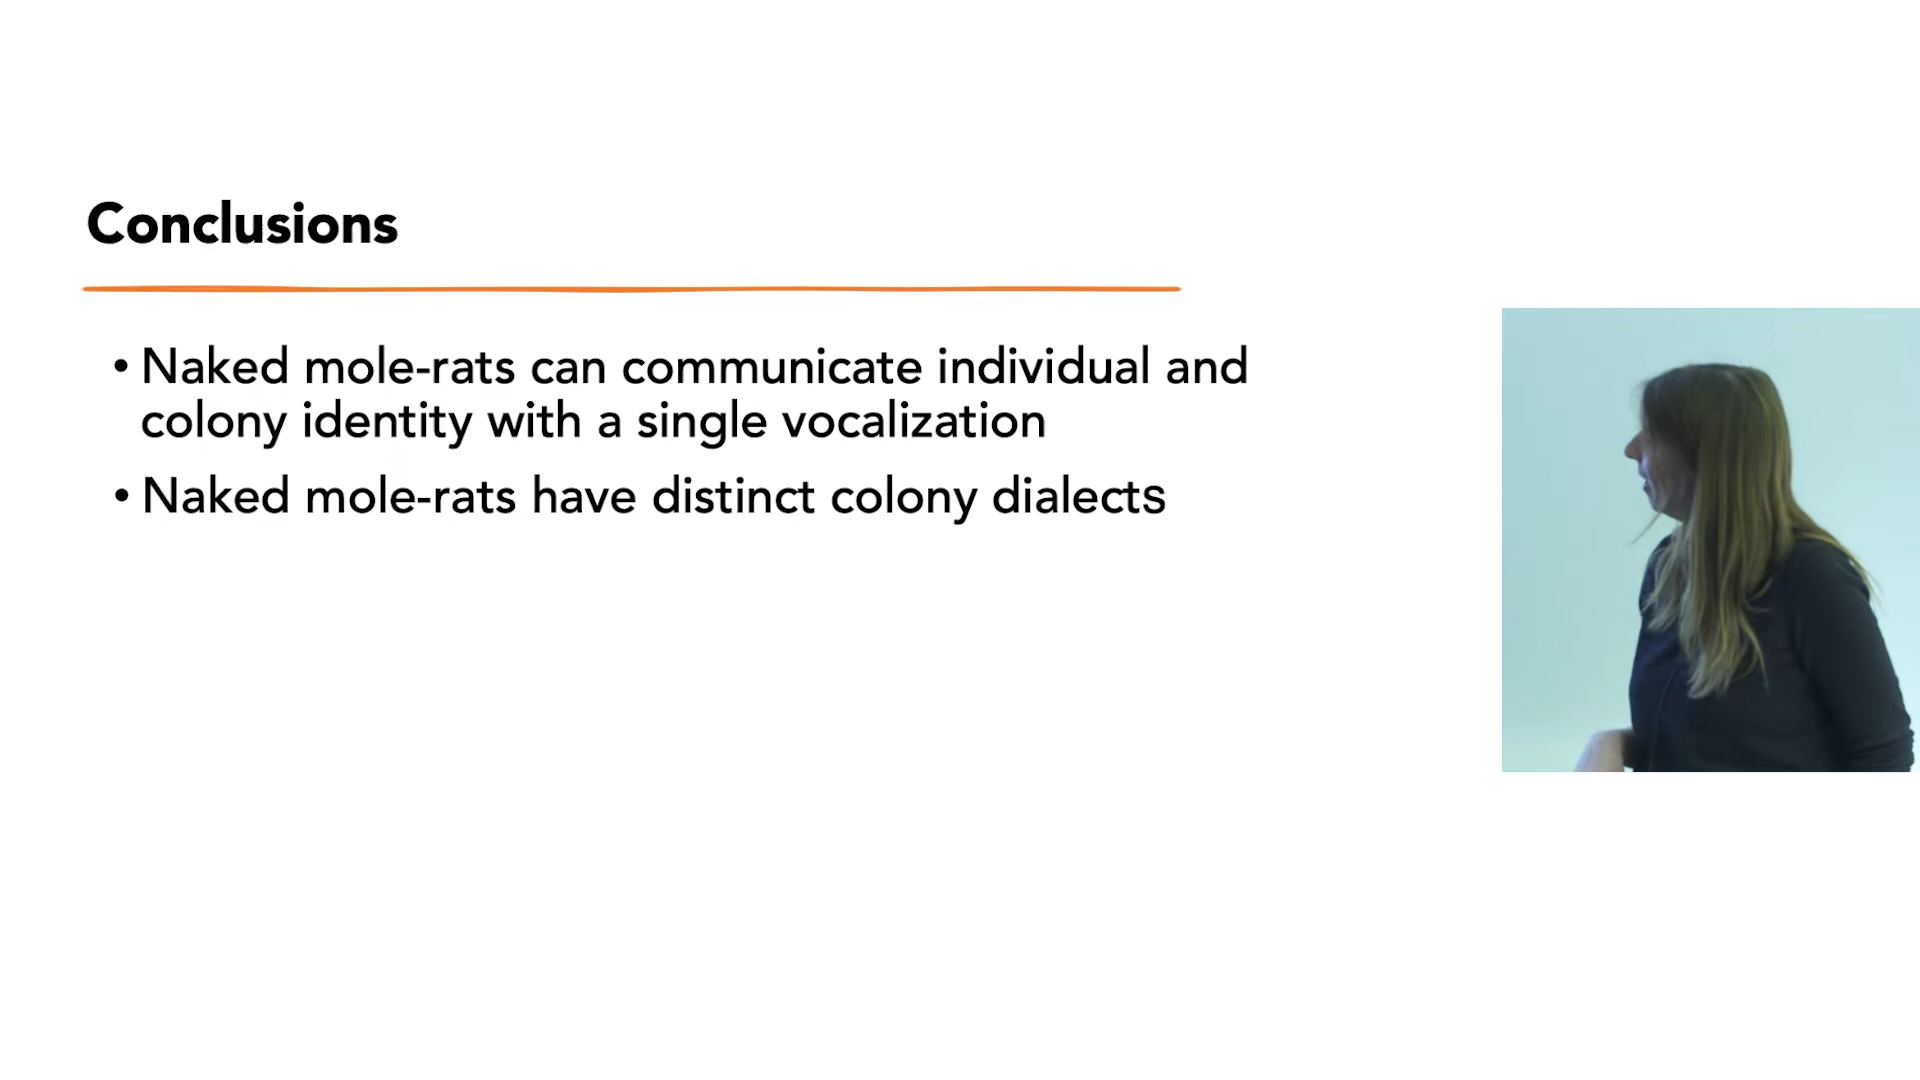 Conclusions
• Naked mole-rats can communicate individual and
colony identity with a single vocalization
• Naked mole-rats have distinct colony dialects